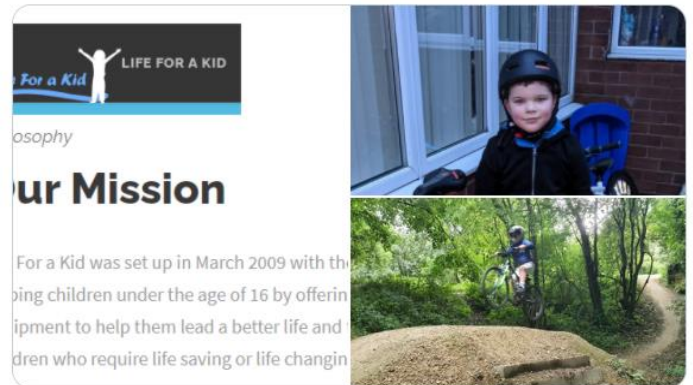 For a Kid
LIFE FOR A KID
osophy
ur Mission
For a Kid was set up in March 2009 with
ping children under the age of 16 by offerin
ipment to help them lead a better life and
dren who require life saving or life changin